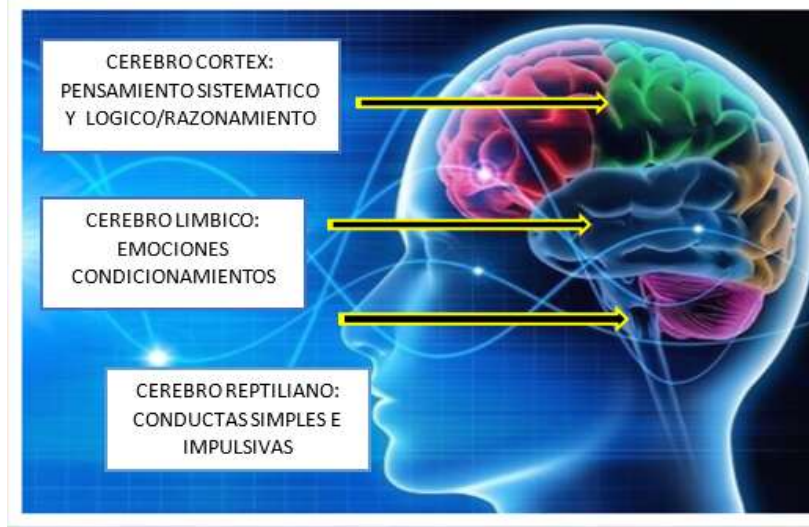 CEREBRO CORTEX:
PENSAMIENTO SISTEMATICO
Y LOGICO/RAZONAMIENTO
CEREBRO LIMBICO:
EMOCIONES
CONDICIONAMIENTOS
CEREBRO REPTILIANO:
CONDUCTAS SIMPLES E
IMPULSIVAS